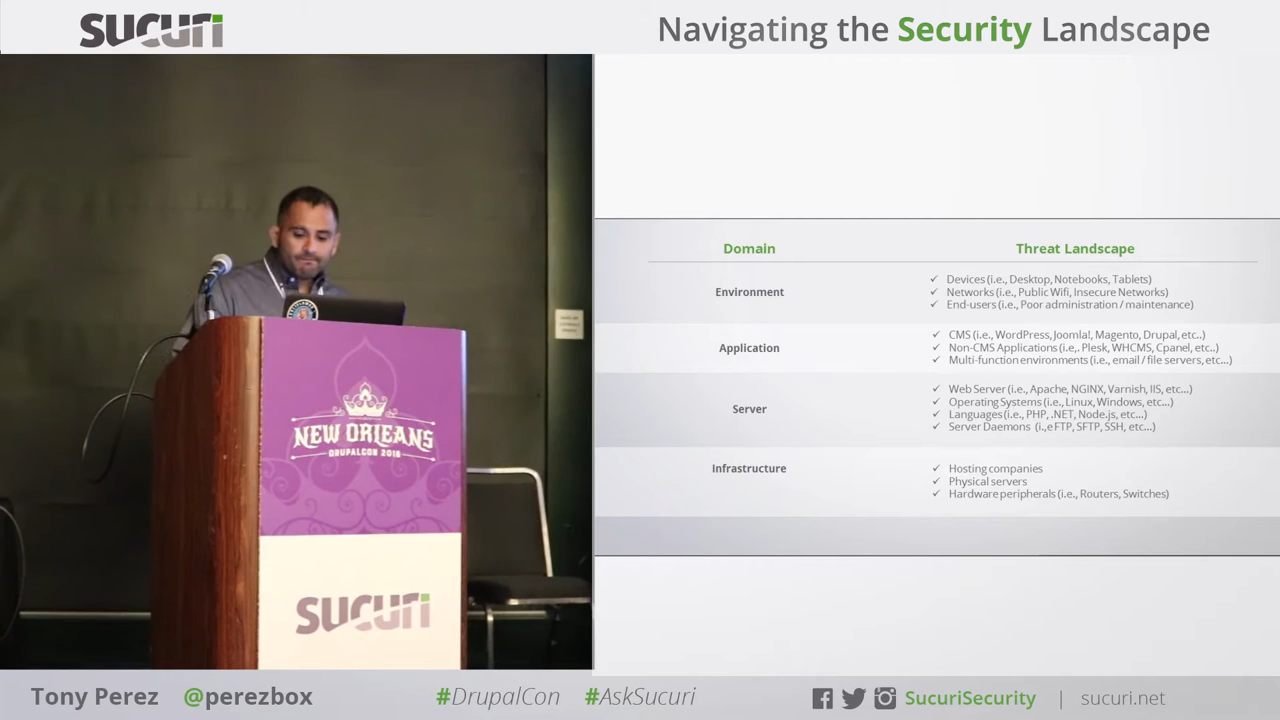 sucuri
Navigating the Security Landscape
NEW ORLEANS
DRUPALCON 2016
sucuri
Domain
Threat Landscape
Environment
✓ Devices (i.e., Desktop, Notebooks, Tablets)
✓ Networks (i.e., Public Wifi, Insecure Networks)
✓ End-users (i.e., Poor administration / maintenance)
Application
✓ CMS (i.e., WordPress, Joomla!, Magento, Drupal, etc..)
✓ Non-CMS Applications (i.e,. Plesk, WHCMS, Cpanel, etc..)
✓ Multi-function environments (i.e., email / file servers, etc...)
Server
✓ Web Server (i.e., Apache, NGINX, Varnish, IIS, etc...)
✓ Operating Systems (i.e., Linux, Windows, etc...)
✓ Languages (i.e., PHP, .NET, Node.js, etc...)
✓ Server Daemons (i.,e FTP, SFTP, SSH, etc...)
Infrastructure
✓ Hosting companies
✓ Physical servers
✓ Hardware peripherals (i.e., Routers, Switches)
Tony Perez @perezbox #DrupalCon #AskSucuri SucuriSecurity | sucuri.net